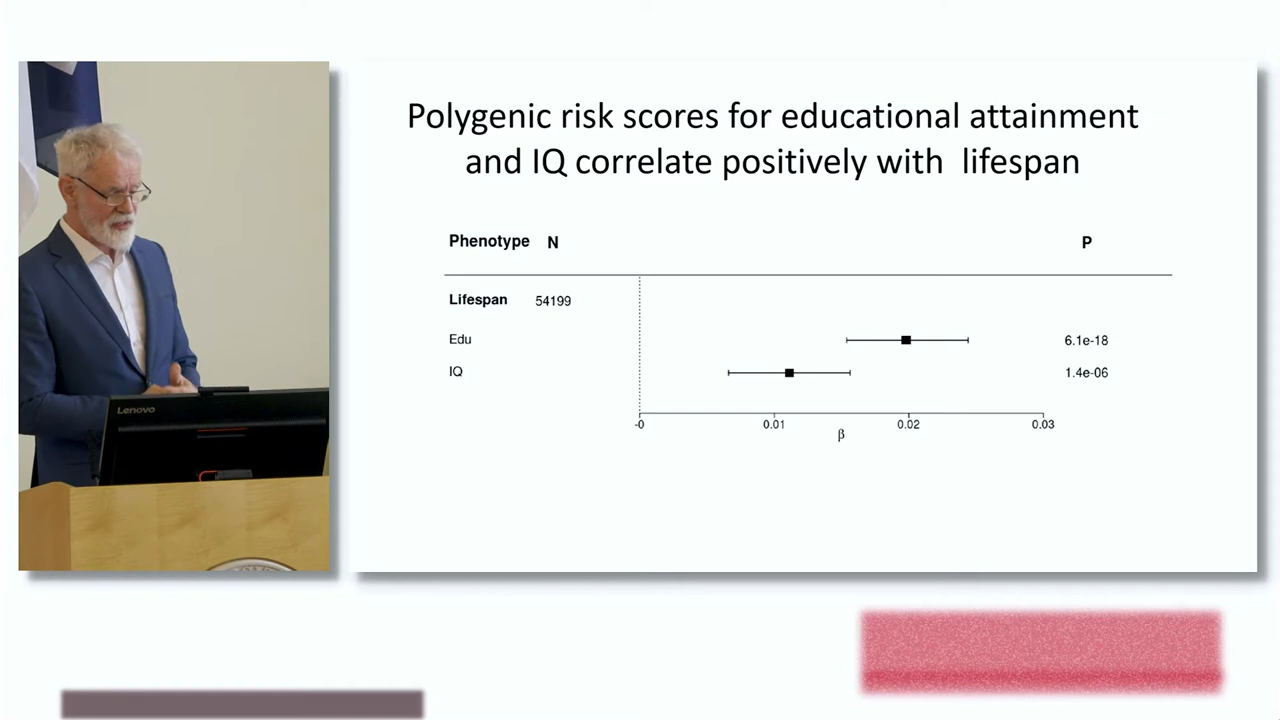 Polygenic risk scores for educational attainment
and IQ correlate positively with lifespan
Phenotype N P
Lifespan 54199
Edu 6.1e-18
IQ 1.4e-06
-0 0.01 0.02 0.03
β
Lenovo